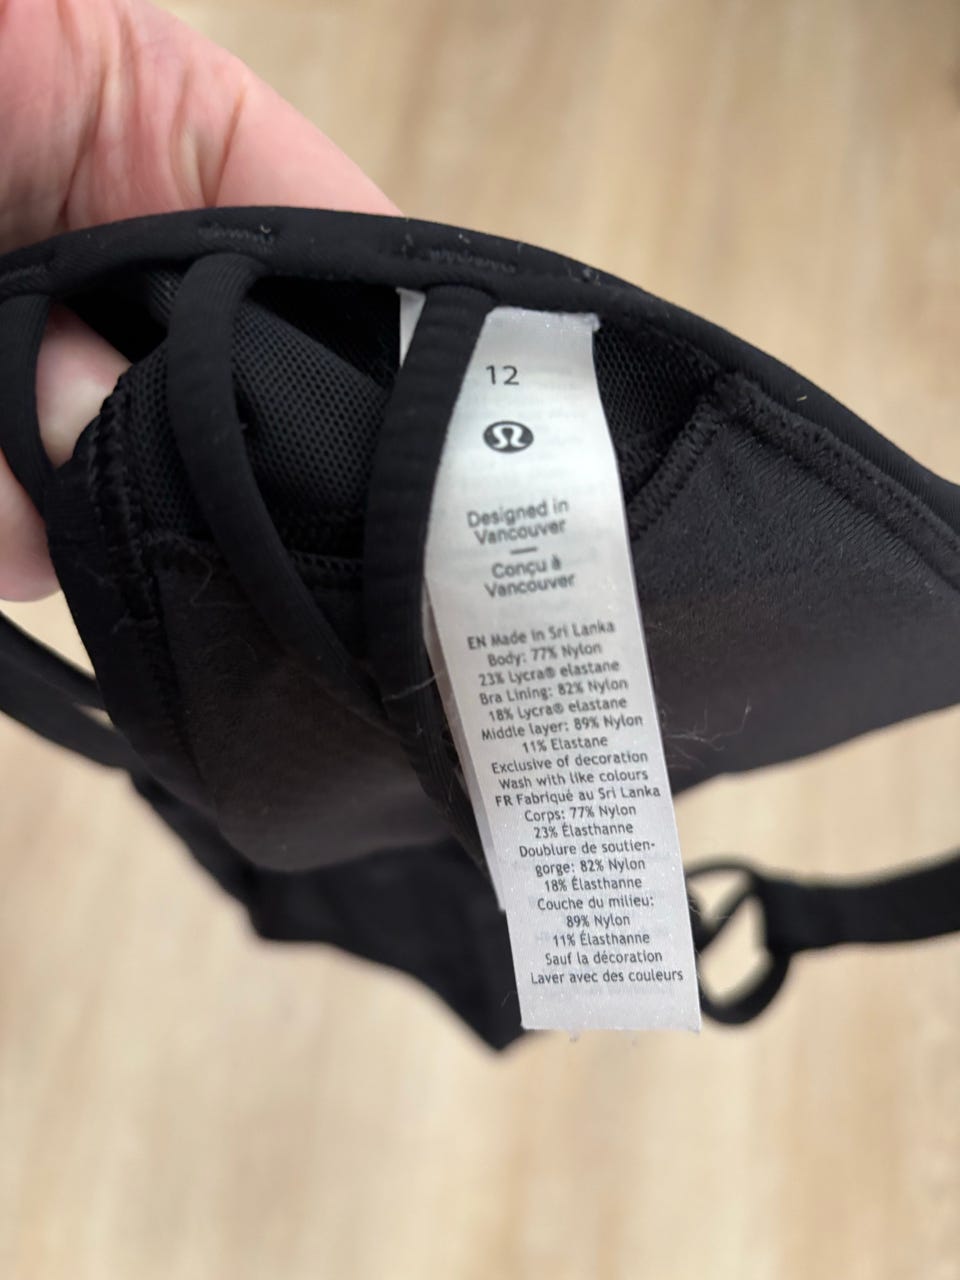 12
Designed in
Vancouver
—
Conçu à
Vancouver
EN Made in Sri Lanka
Body: 77% Nylon
23% Lycra® elastane
Bra Lining: 82% Nylon
18% Lycra® elastane
Middle layer: 89% Nylon
11% Elastane
Exclusive of decoration
Wash with like colours
FR Fabriqué au Sri Lanka
Corps: 77% Nylon
23% Élasthanne
Doublure de soutien-
gorge: 82% Nylon
18% Élasthanne
Couche du milieu:
89% Nylon
11% Élasthanne
Sauf la décoration
Laver avec des couleurs